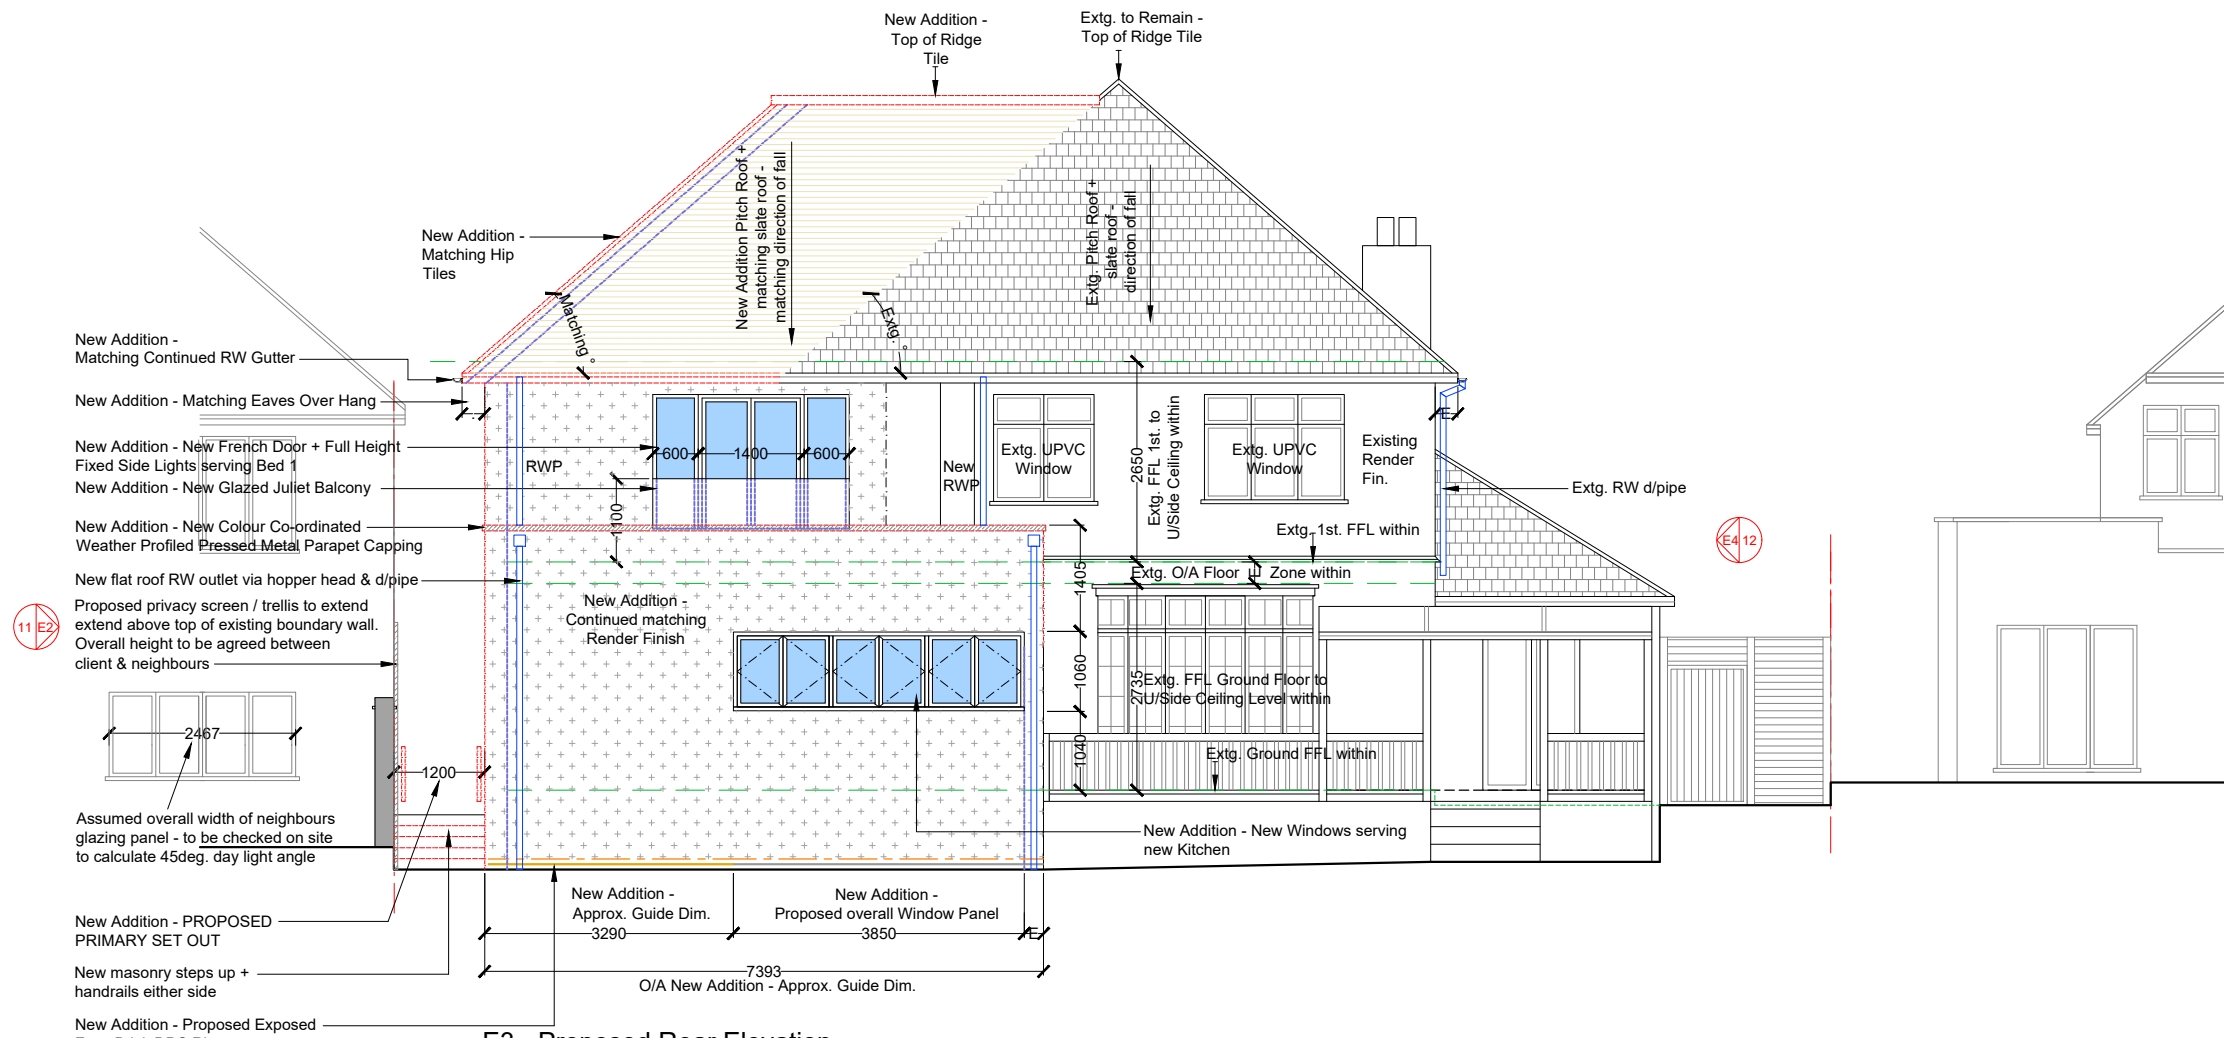 New Addition -
Top of Ridge
Tile
Extg. to Remain -
Top of Ridge Tile
New Addition -
Matching Hip
Tiles
New Addition Pitch Roof +
matching slate roof -
matching direction of fall
Extg. Pitch Roof +
slate roof -
direction of fall
Matching °
Extg. °
New Addition -
Matching Continued RW Gutter
New Addition - Matching Eaves Over Hang
New Addition - New French Door + Full Height
Fixed Side Lights serving Bed 1
New Addition - New Glazed Juliet Balcony
New Addition - New Colour Co-ordinated
Weather Profiled Pressed Metal Parapet Capping
New flat roof RW outlet via hopper head & d/pipe
Proposed privacy screen / trellis to extend
extend above top of existing boundary wall.
Overall height to be agreed between
client & neighbours
11 E2
RWP
600
1400
600
1100
New
RWP
Extg. UPVC
Window
Extg. UPVC
Window
Existing
Render
Fin.
E
2650
Extg. FFL 1st. to
U/Side Ceiling within
Extg. RW d/pipe
Extg. 1st. FFL within
E4 12
Extg. O/A Floor
E
Zone within
1405
New Addition -
Continued matching
Render Finish
1060
2735
Extg. FFL Ground Floor to
U/Side Ceiling Level within
1040
Extg. Ground FFL within
2467
1200
Assumed overall width of neighbours
glazing panel - to be checked on site
to calculate 45deg. day light angle
New Addition - New Windows serving
new Kitchen
New Addition -
Approx. Guide Dim.
3290
New Addition -
Proposed overall Window Panel
3850
E
7393
O/A New Addition - Approx. Guide Dim.
New Addition - PROPOSED
PRIMARY SET OUT
New masonry steps up +
handrails either side
New Addition - Proposed Exposed
E3 - Proposed Rear Elevation